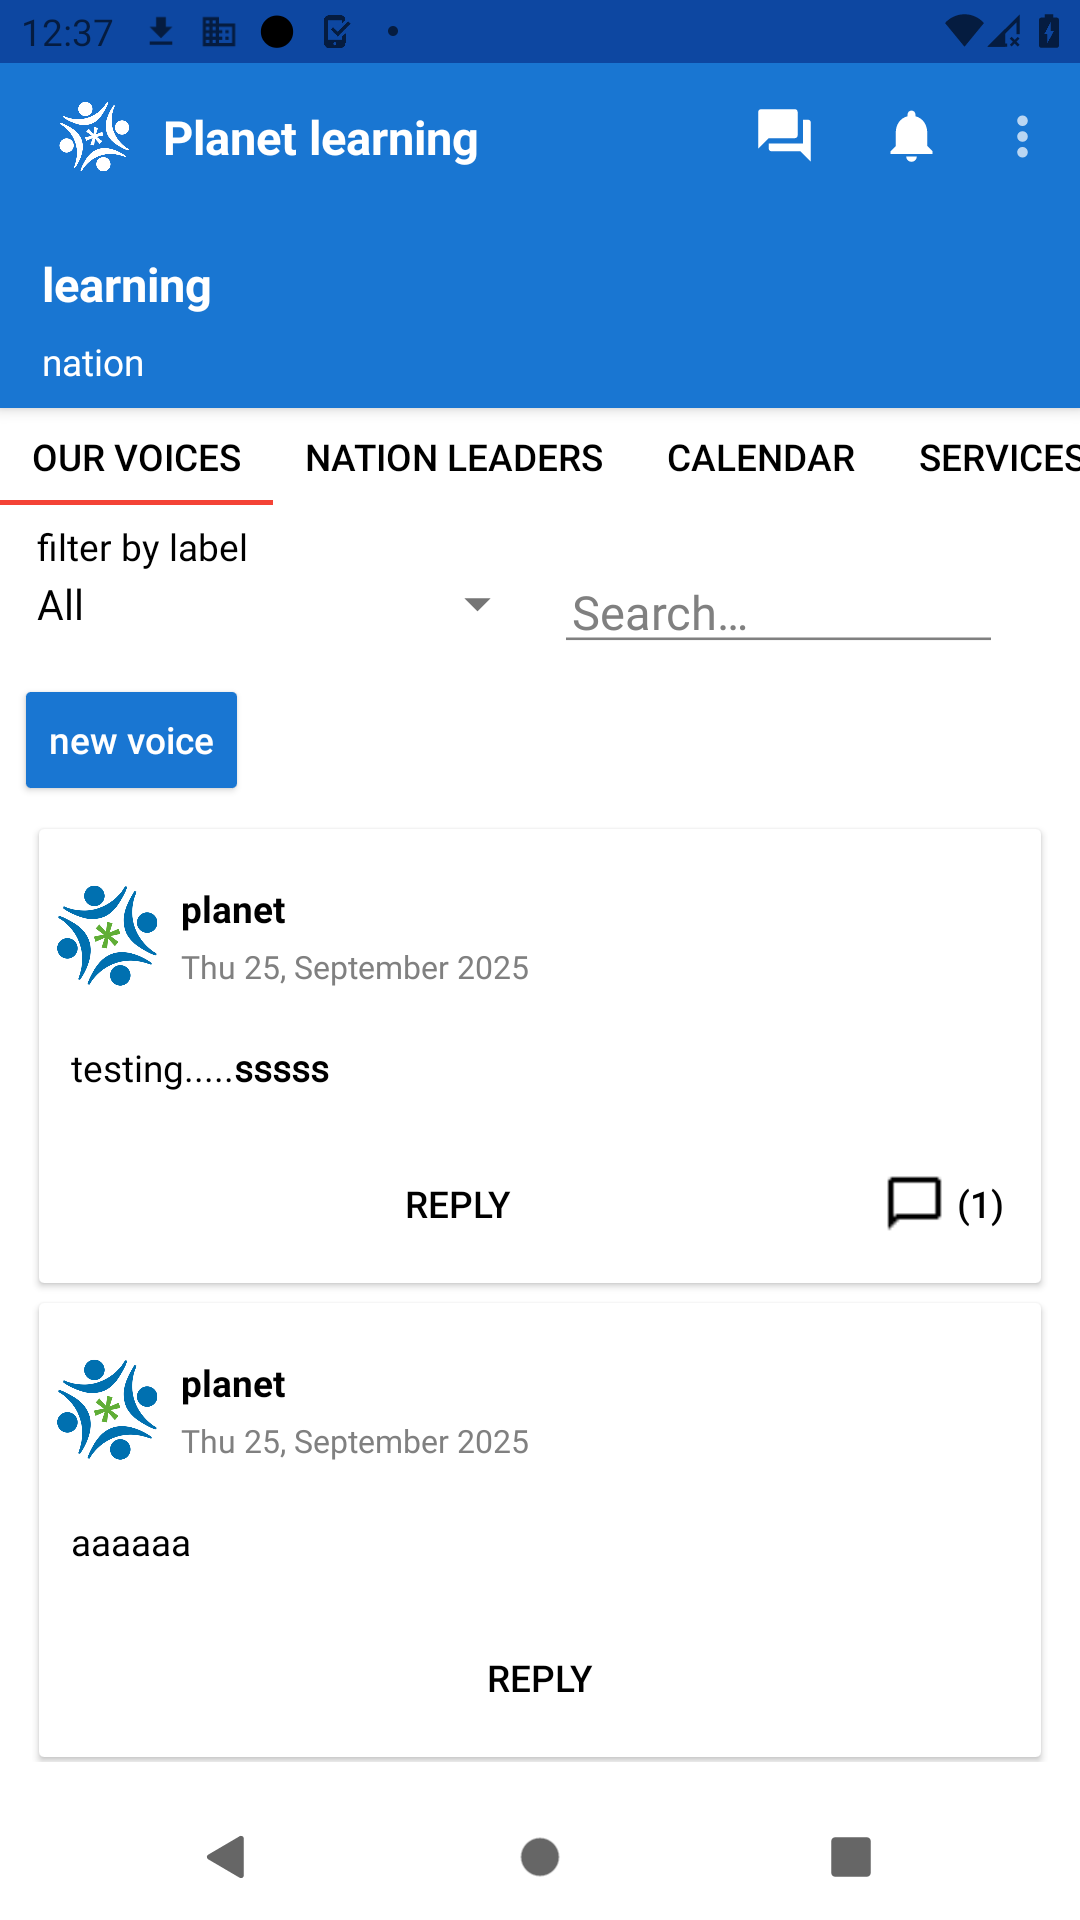 12:37
Planet learning
learning
nation
OUR VOICES NATION LEADERS CALENDAR SERVICES
filter by label
All
Search...
new voice
planet
Thu 25, September 2025
testing.....sssss
REPLY (1)
planet
Thu 25, September 2025
aaaaaa
REPLY